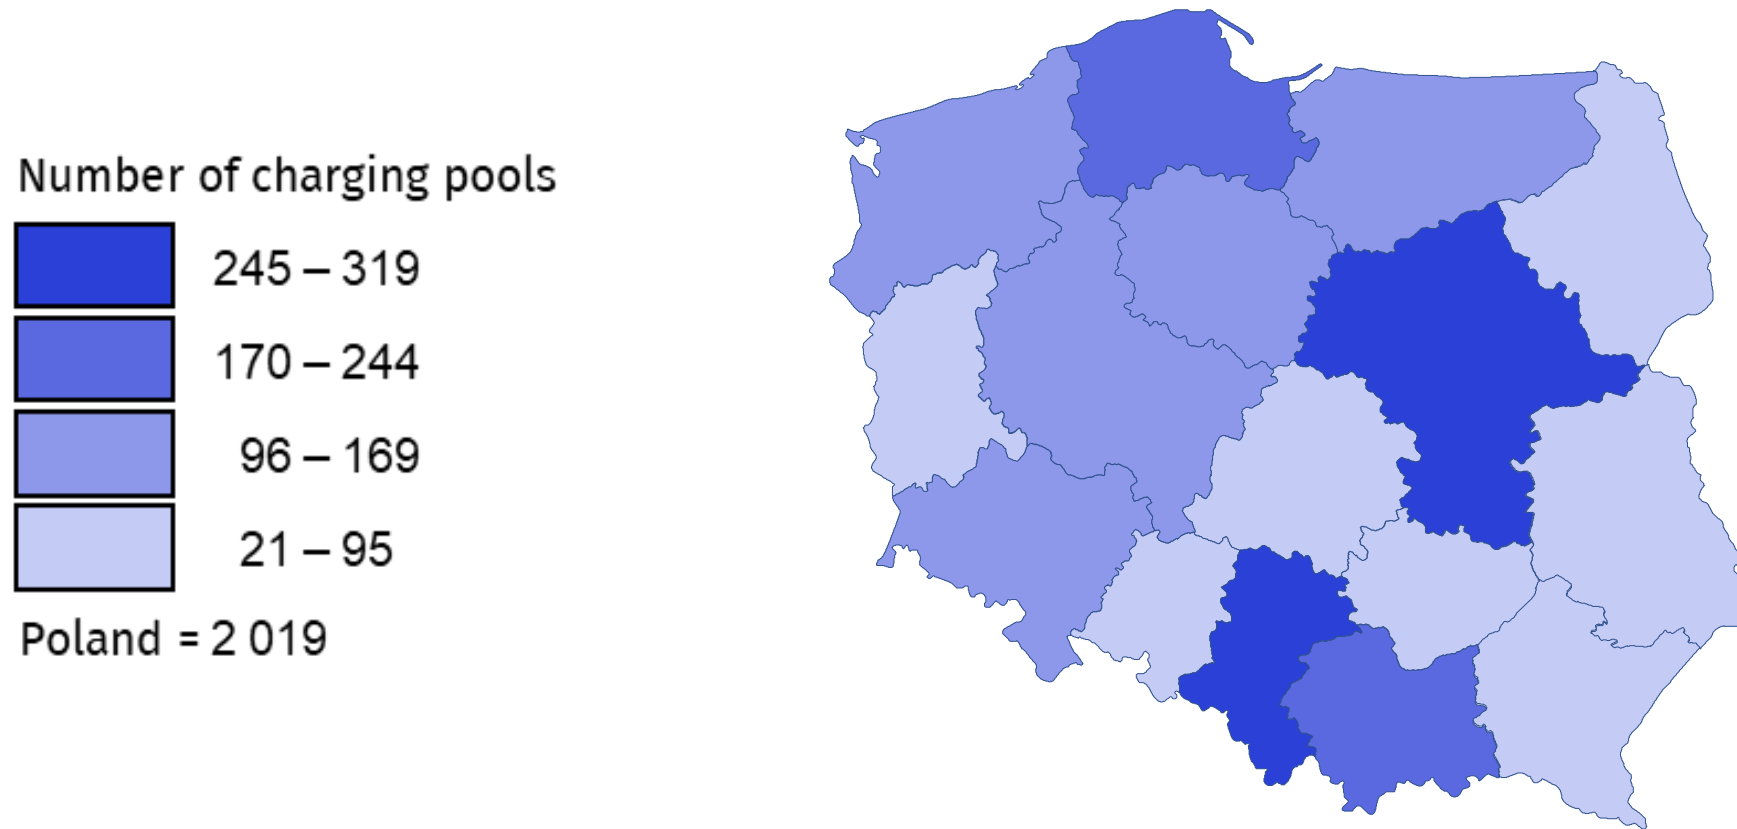 Number of charging pools
245 – 319
170 – 244
96 – 169
21 – 95
Poland = 2 019